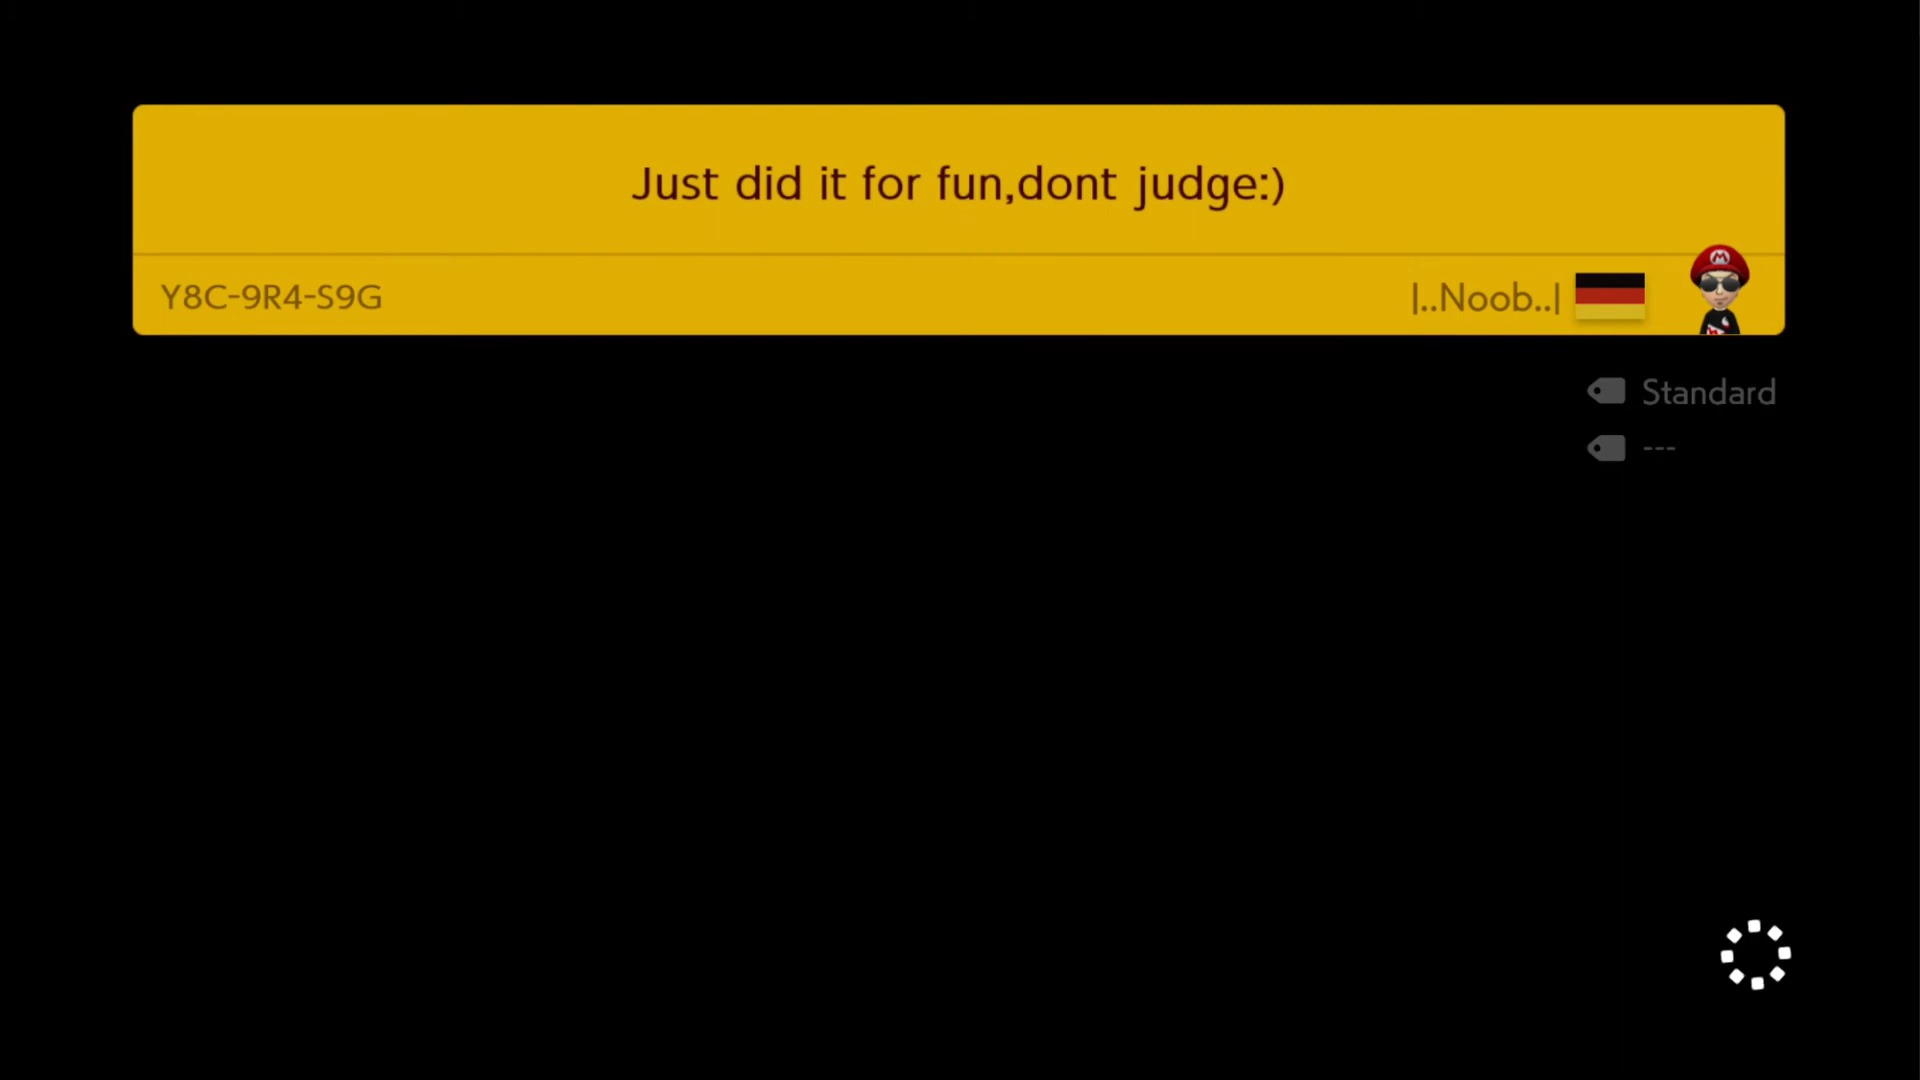 Just did it for fun,dont judge:)
Y8C-9R4-S9G
|..Noob..|
M
Standard
---